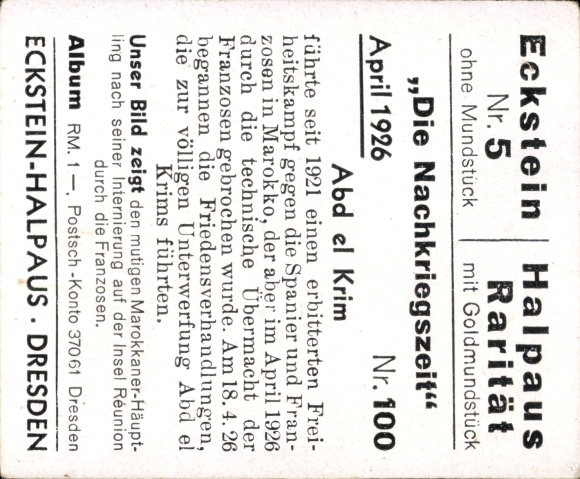 Eckstein Halpaus
Nr. 5 Rarität
ohne Mundstück mit Goldmundstück
„Die Nachkriegszeit“
April 1926 Nr. 100
Abd el Krim
führte seit 1921 einen erbitterten Frei-
heitskampf gegen die Spanier und Fran-
zosen in Marokko, der aber im April 1926
durch die technische Übermacht der
Franzosen gebrochen wurde. Am 18. 4. 26
begannen die Friedensverhandlungen,
die zur völligen Unterwerfung Abd el
Krims führten.
Unser Bild zeigt den mutigen Marokkaner-Häupt-
ling nach seiner Internierung auf der Insel Réunion
durch die Franzosen.
Album RM. 1 —, Postsch.-Konto 37061 Dresden
ECKSTEIN-HALPAUS · DRESDEN